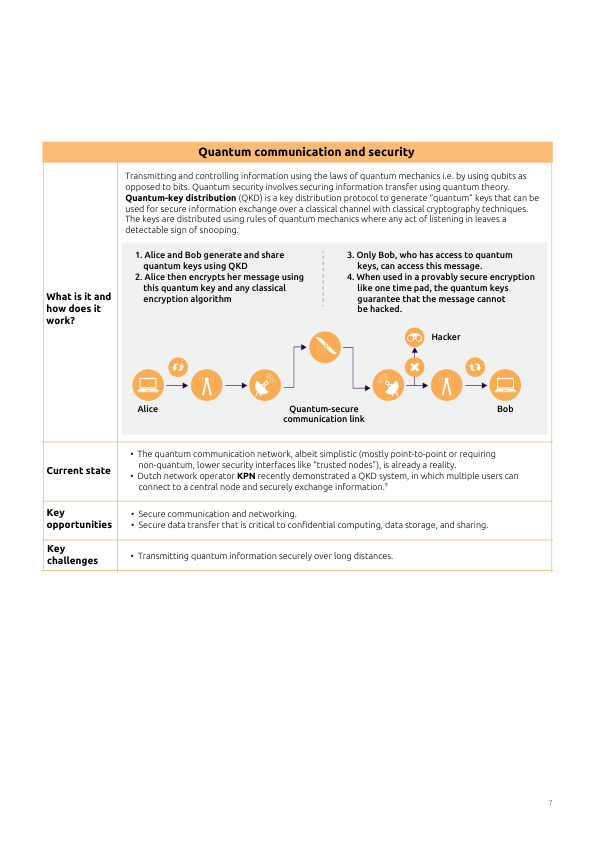 Quantum communication and security
What is it and
how does it
work?
Transmitting and controlling information using the laws of quantum mechanics i.e. by using qubits as
opposed to bits. Quantum security involves securing information transfer using quantum theory.
Quantum-key distribution (QKD) is a key distribution protocol to generate “quantum” keys that can be
used for secure information exchange over a classical channel with classical cryptography techniques.
The keys are distributed using rules of quantum mechanics where any act of listening in leaves a
detectable sign of snooping.
1. Alice and Bob generate and share
quantum keys using QKD
2. Alice then encrypts her message using
this quantum key and any classical
encryption algorithm
3. Only Bob, who has access to quantum
keys, can access this message.
4. When used in a provably secure encryption
like one time pad, the quantum keys
guarantee that the message cannot
be hacked.
Hacker
Alice
Quantum-secure
communication link
Bob
Current state
• The quantum communication network, albeit simplistic (mostly point-to-point or requiring
non-quantum, lower security interfaces like “trusted nodes”), is already a reality.
• Dutch network operator KPN recently demonstrated a QKD system, in which multiple users can
connect to a central node and securely exchange information.⁹
Key
opportunities
• Secure communication and networking.
• Secure data transfer that is critical to confidential computing, data storage, and sharing.
Key
challenges
• Transmitting quantum information securely over long distances.
7